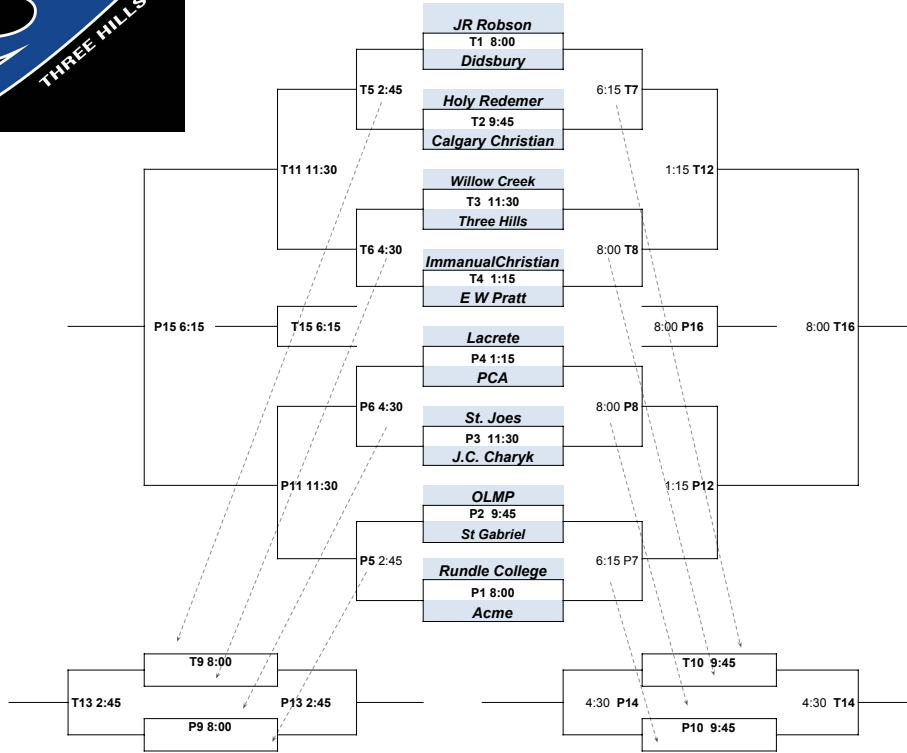 THREE HILLS
JR Robson
T1 8:00
Didsbury
T5 2:45
6:15 T7
Holy Redemer
T2 9:45
Calgary Christian
T11 11:30
1:15 T12
Willow Creek
T3 11:30
Three Hills
T6 4:30
8:00 T8
ImmanualChristian
T4 1:15
E W Pratt
P15 6:15
T15 6:15
8:00 P16
8:00 T16
Lacrete
P4 1:15
PCA
P6 4:30
8:00 P8
St. Joes
P3 11:30
J.C. Charyk
P11 11:30
1:15 P12
OLMP
P2 9:45
St Gabriel
P5 2:45
6:15 P7
Rundle College
P1 8:00
Acme
T9 8:00
T10 9:45
T13 2:45
P13 2:45
4:30 P14
4:30 T14
P9 8:00
P10 9:45